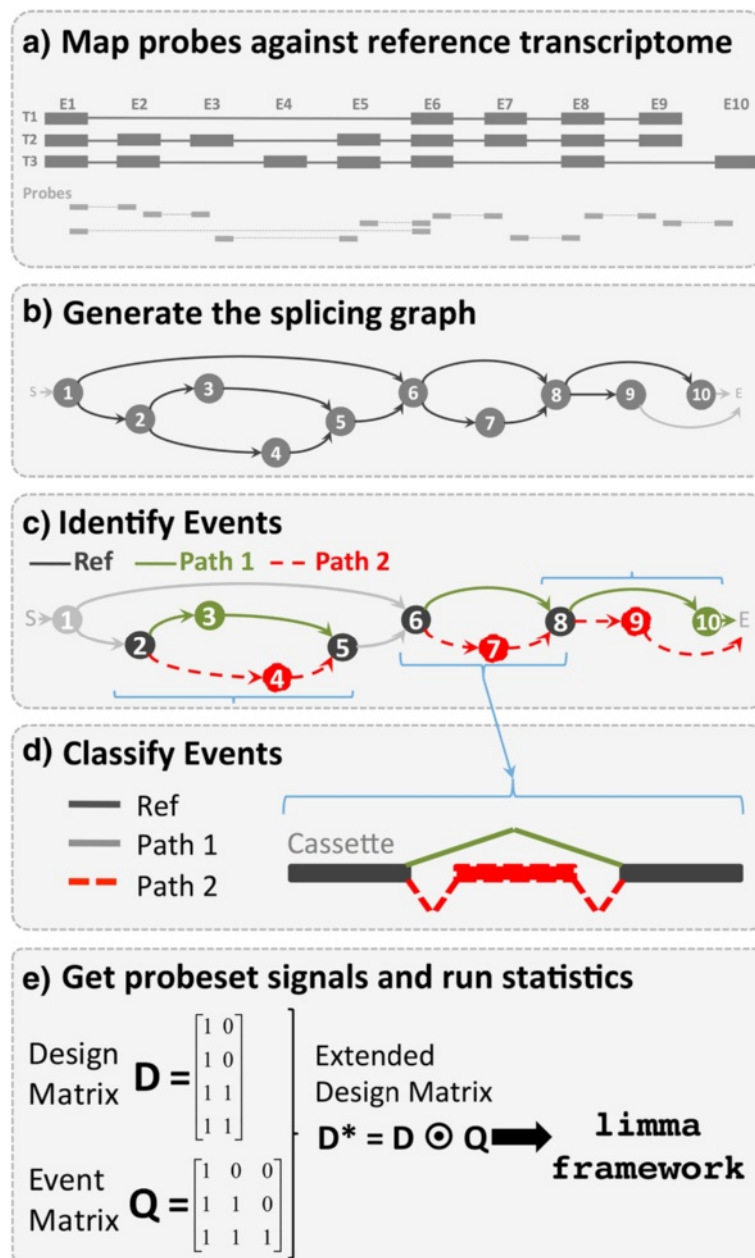 a) Map probes against reference transcriptome
E1 E2 E3 E4 E5 E6 E7 E8 E9 E10
T1
T2
T3
Probes
b) Generate the splicing graph
S 1 2 3 4 5 6 7 8 9 10 E
c) Identify Events
Ref Path 1 Path 2
S 1 2 3 4 5 6 7 8 9 10 E
d) Classify Events
Ref
Path 1
Path 2
Cassette
e) Get probeset signals and run statistics
Design
Matrix D =
1 0
1 0
1 1
1 1
Event
Matrix Q =
1 0 0
1 1 0
1 1 1
Extended
Design Matrix
D* = D ⊙ Q
limma
framework